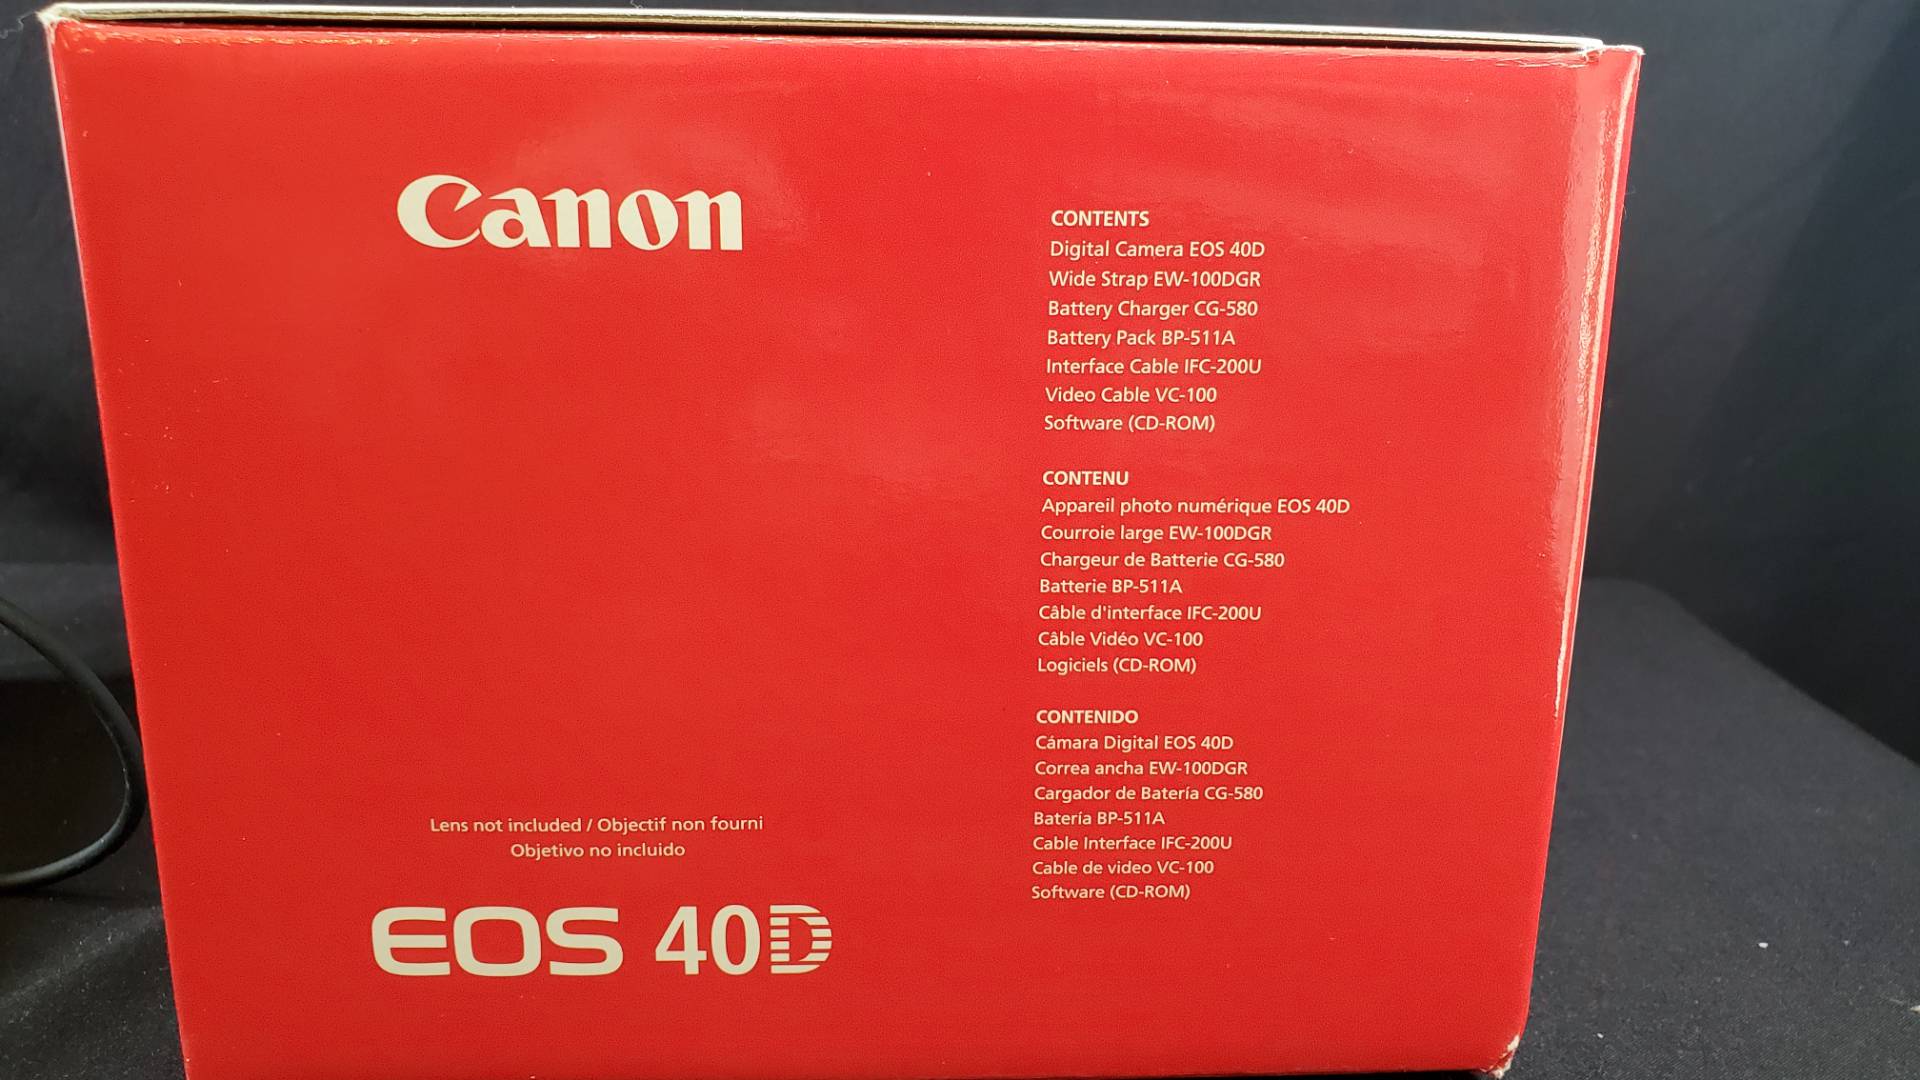 Canon
CONTENTS
Digital Camera EOS 40D
Wide Strap EW-100DGR
Battery Charger CG-580
Battery Pack BP-511A
Interface Cable IFC-200U
Video Cable VC-100
Software (CD-ROM)
CONTENU
Appareil photo numérique EOS 40D
Courroie large EW-100DGR
Chargeur de Batterie CG-580
Batterie BP-511A
Câble d'interface IFC-200U
Câble Vidéo VC-100
Logiciels (CD-ROM)
CONTENIDO
Cámara Digital EOS 40D
Correa ancha EW-100DGR
Cargador de Batería CG-580
Batería BP-511A
Cable Interface IFC-200U
Cable de video VC-100
Software (CD-ROM)
Lens not included / Objectif non fourni
Objetivo no incluido
EOS 40D